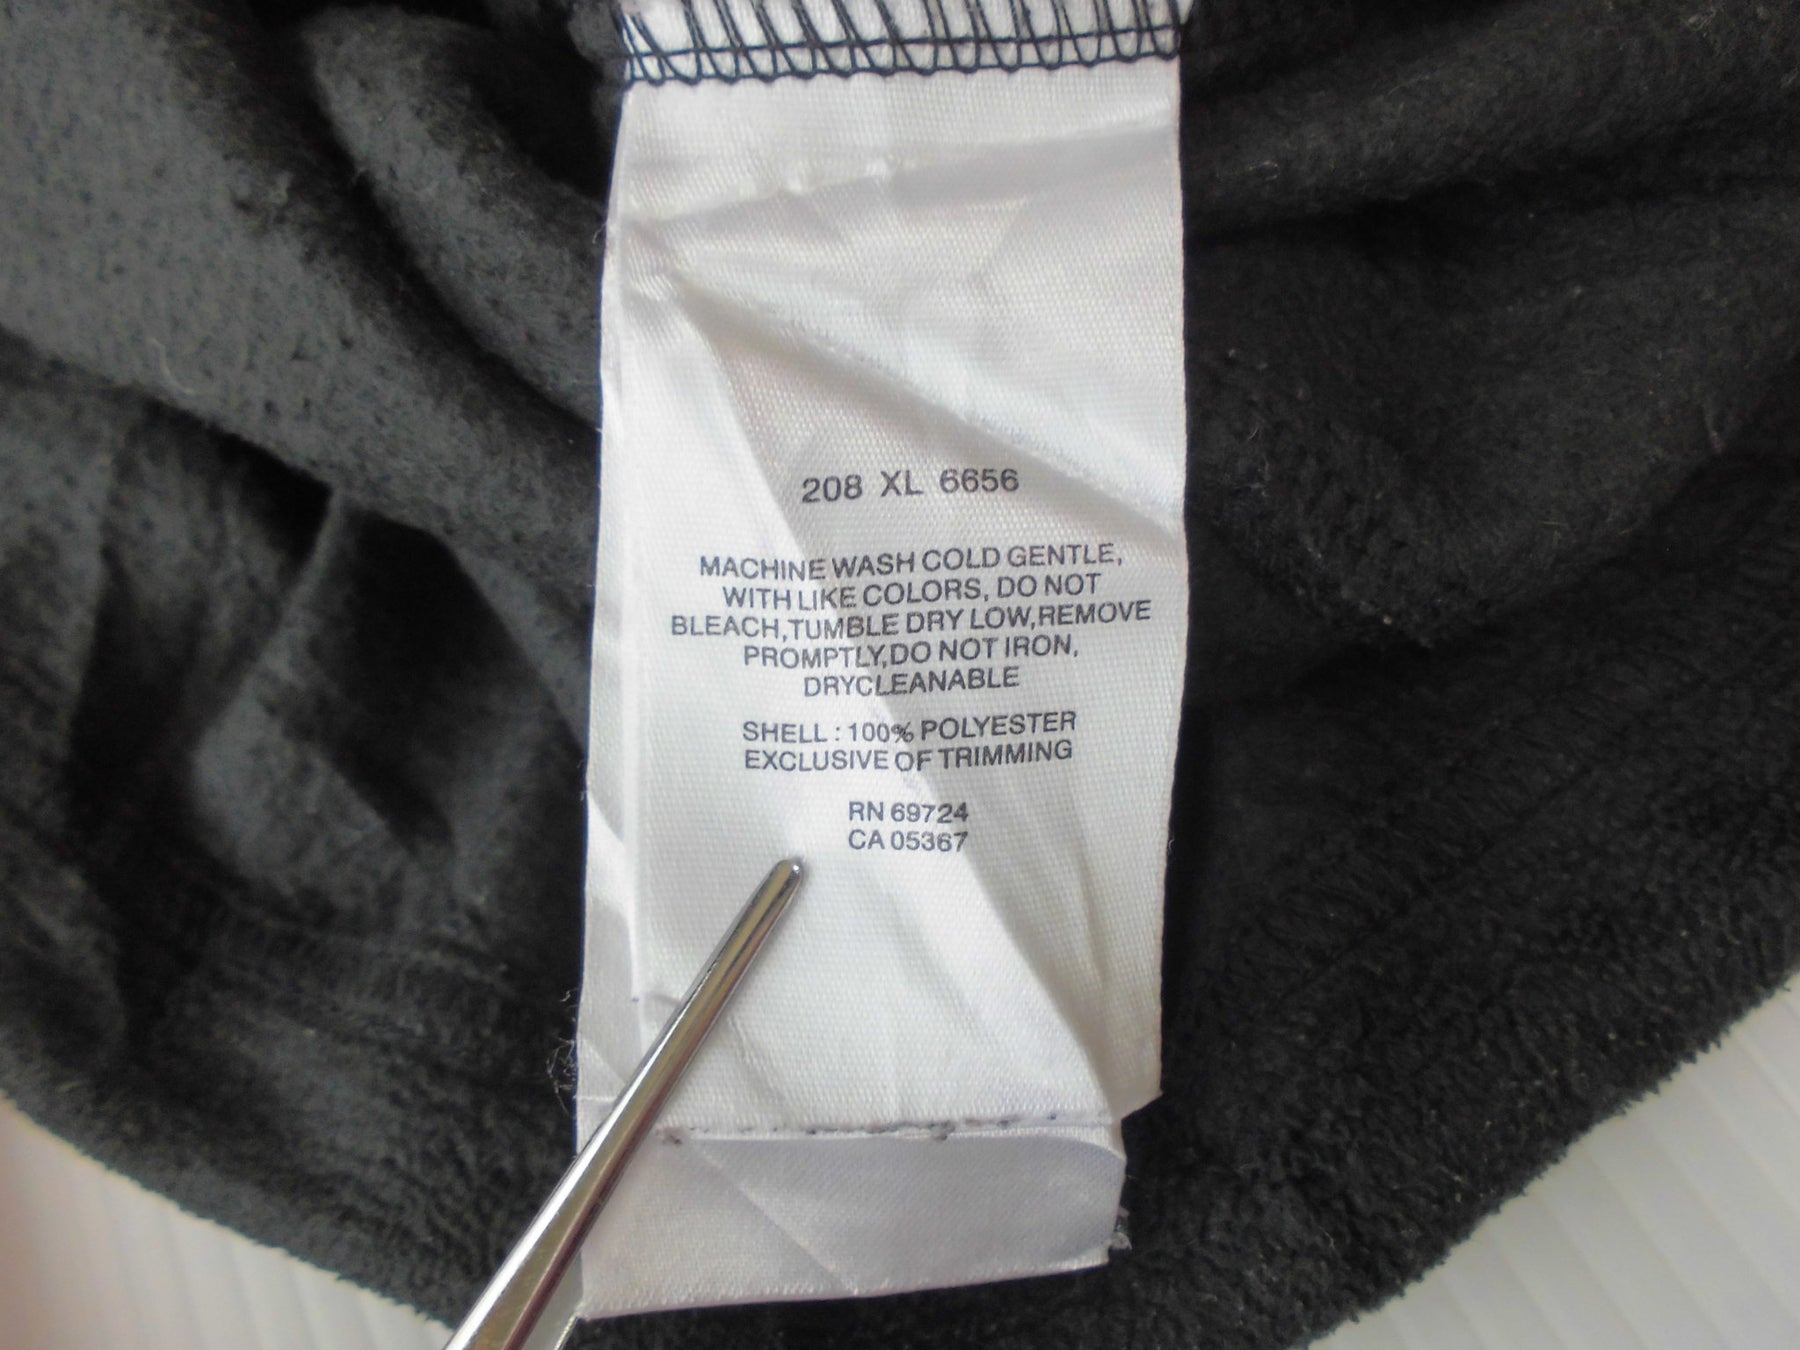 208 XL 6656
MACHINE WASH COLD GENTLE,
WITH LIKE COLORS, DO NOT
BLEACH,TUMBLE DRY LOW,REMOVE
PROMPTLY,DO NOT IRON,
DRYCLEANABLE
SHELL : 100% POLYESTER
EXCLUSIVE OF TRIMMING
RN 69724
CA 05367